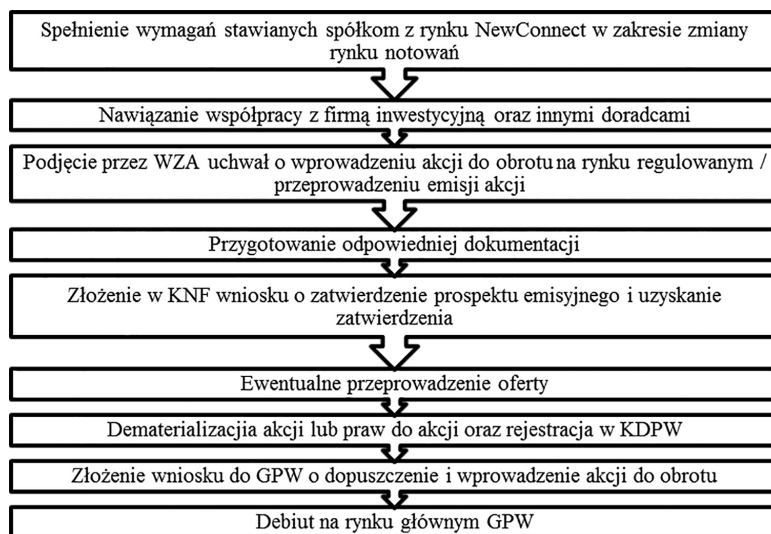 Spełnienie wymagań stawianych spółkom z rynku NewConnect w zakresie zmiany
rynku notowań
Nawiązanie współpracy z firmą inwestycyjną oraz innymi doradcami
Podjęcie przez WZA uchwał o wprowadzeniu akcji do obrotu na rynku regulowanym /
przeprowadzeniu emisji akcji
Przygotowanie odpowiedniej dokumentacji
Złożenie w KNF wniosku o zatwierdzenie prospektu emisyjnego i uzyskanie
zatwierdzenia
Ewentualne przeprowadzenie oferty
Dematerializacjia akcji lub praw do akcji oraz rejestracja w KDPW
Złożenie wniosku do GPW o dopuszczenie i wprowadzenie akcji do obrotu
Debiut na rynku głównym GPW